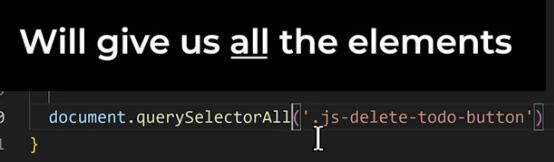 Will give us all the elements
document.querySelectorAll('.js-delete-todo-button')
}